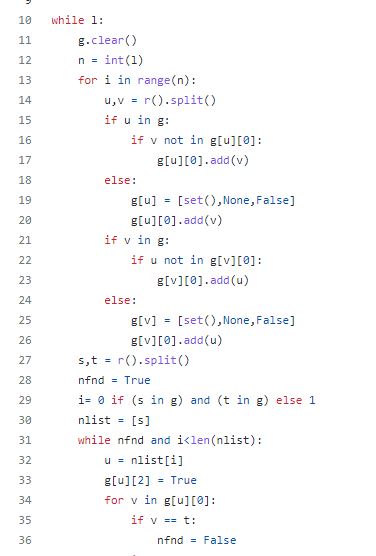 10 while l:
11 g.clear()
12 n = int(l)
13 for i in range(n):
14 u,v = r().split()
15 if u in g:
16 if v not in g[u][0]:
17 g[u][0].add(v)
18 else:
19 g[u] = [set(),None,False]
20 g[u][0].add(v)
21 if v in g:
22 if u not in g[v][0]:
23 g[v][0].add(u)
24 else:
25 g[v] = [set(),None,False]
26 g[v][0].add(u)
27 s,t = r().split()
28 nfnd = True
29 i= 0 if (s in g) and (t in g) else 1
30 nlist = [s]
31 while nfnd and i<len(nlist):
32 u = nlist[i]
33 g[u][2] = True
34 for v in g[u][0]:
35 if v == t:
36 nfnd = False